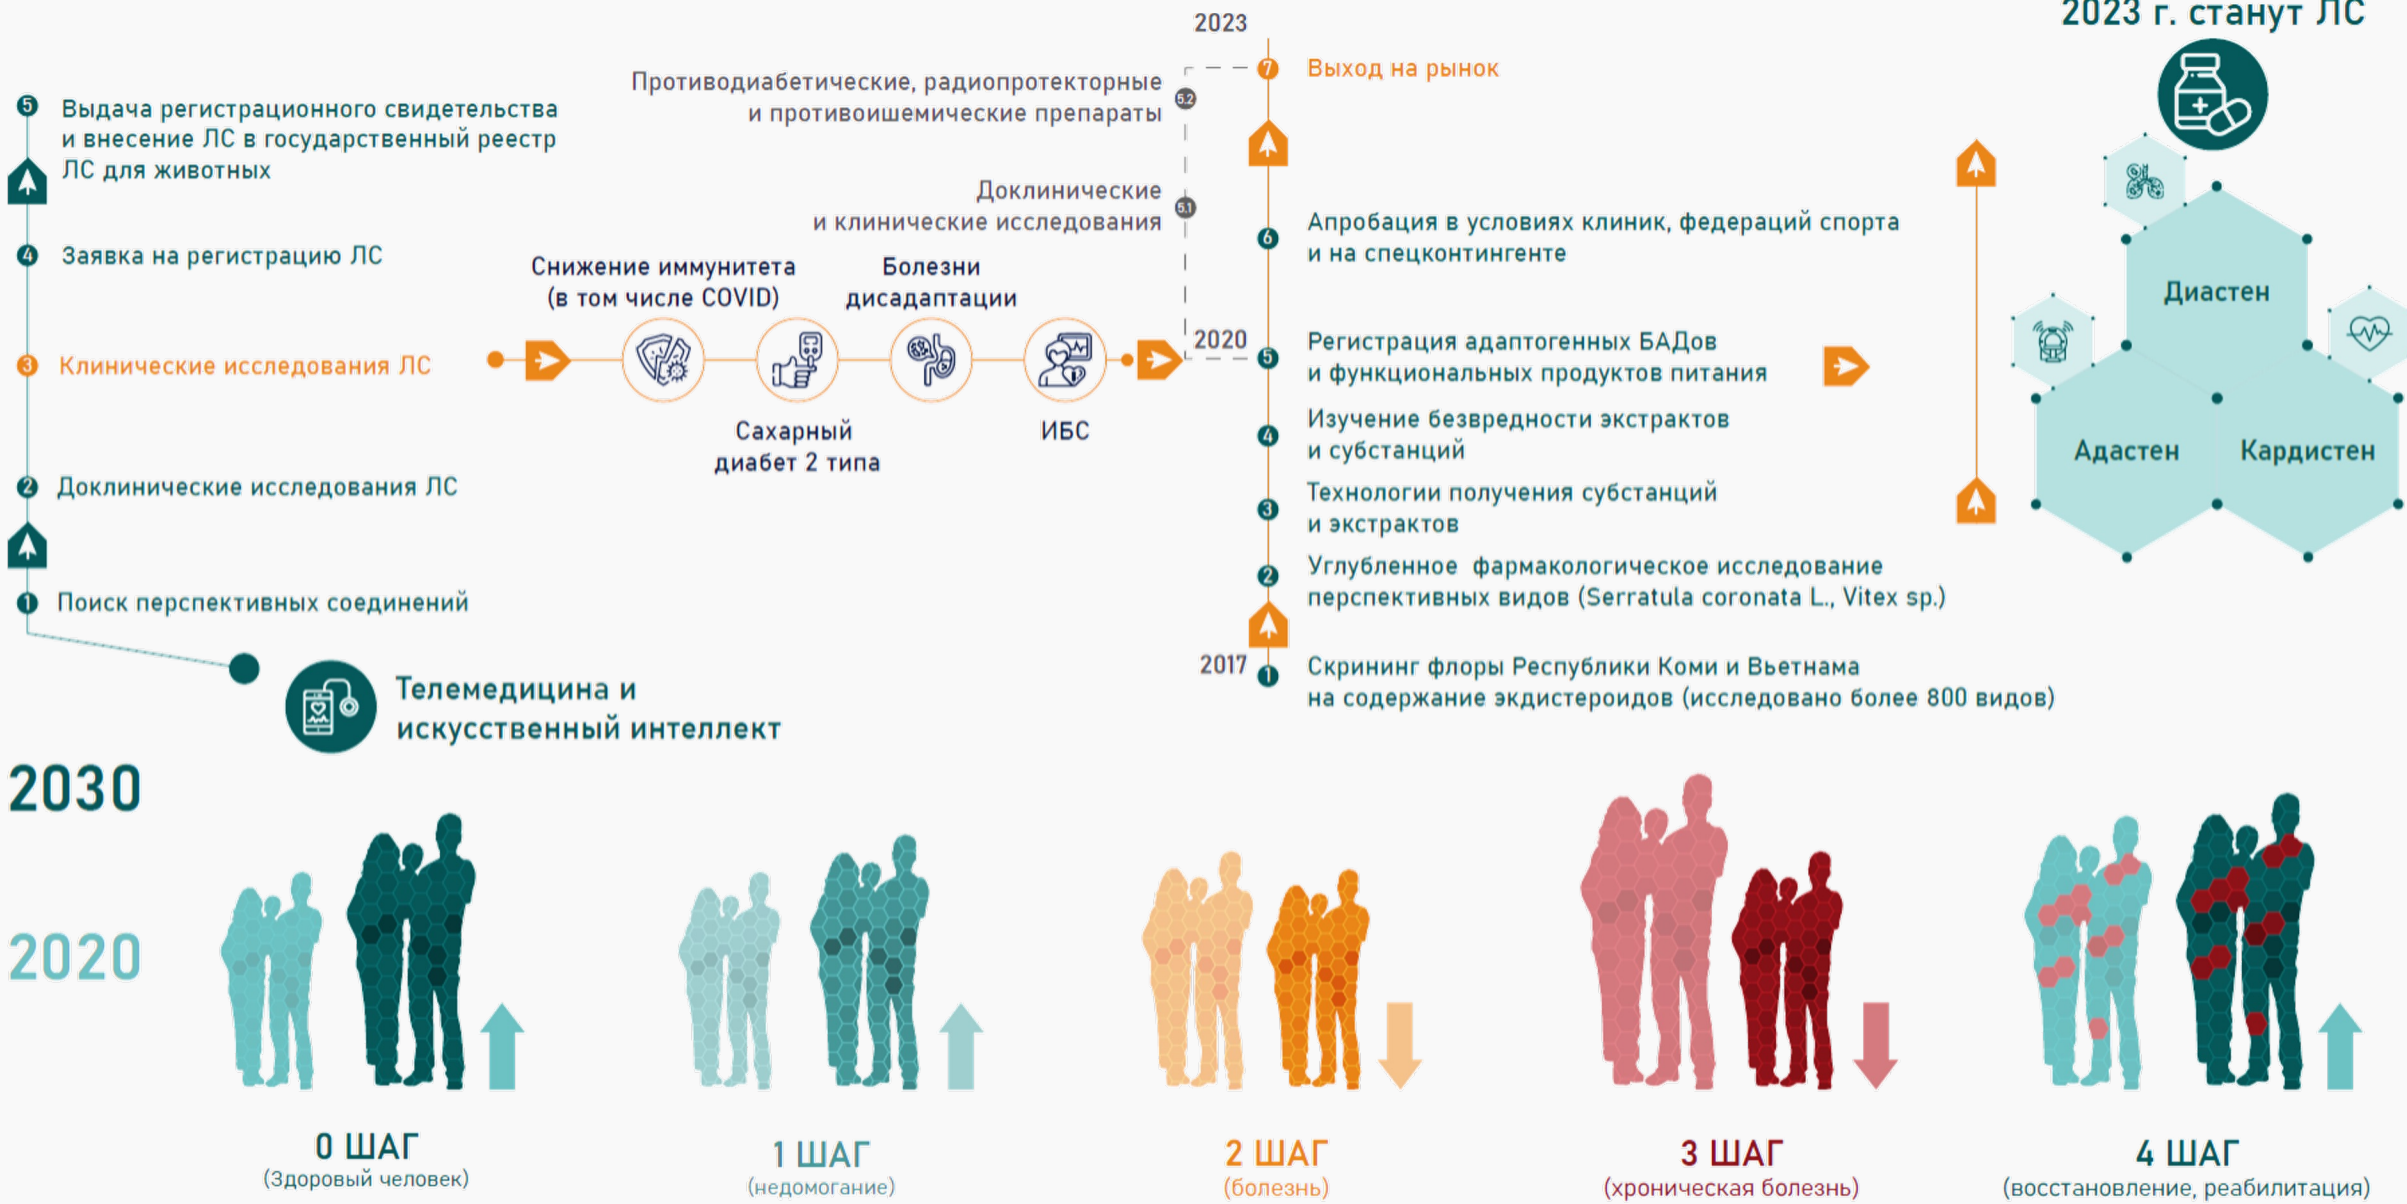 2023 г. станут ЛС
5
Выдача регистрационного свидетельства
и внесение ЛС в государственный реестр
ЛС для животных
4
Заявка на регистрацию ЛС
3
Клинические исследования ЛС
2
Доклинические исследования ЛС
1
Поиск перспективных соединений
Телемедицина и
искусственный интеллект
Снижение иммунитета
(в том числе COVID)
Сахарный
диабет 2 типа
Болезни
дисадаптации
ИБС
Противодиабетические, радиопротекторные
и противоишемические препараты
5.2
Доклинические
и клинические исследования
5.1
2023
7
Выход на рынок
6
Апробация в условиях клиник, федераций спорта
и на спецконтингенте
2020
5
Регистрация адаптогенных БАДов
и функциональных продуктов питания
4
Изучение безвредности экстрактов
и субстанций
3
Технологии получения субстанций
и экстрактов
2
Углубленное фармакологическое исследование
перспективных видов (Serratula coronata L., Vitex sp.)
2017
1
Скрининг флоры Республики Коми и Вьетнама
на содержание экдистероидов (исследовано более 800 видов)
Диастен
Адастен
Кардистен
2030
2020
0 ШАГ
(Здоровый человек)
1 ШАГ
(недомогание)
2 ШАГ
(болезнь)
3 ШАГ
(хроническая болезнь)
4 ШАГ
(восстановление, реабилитация)